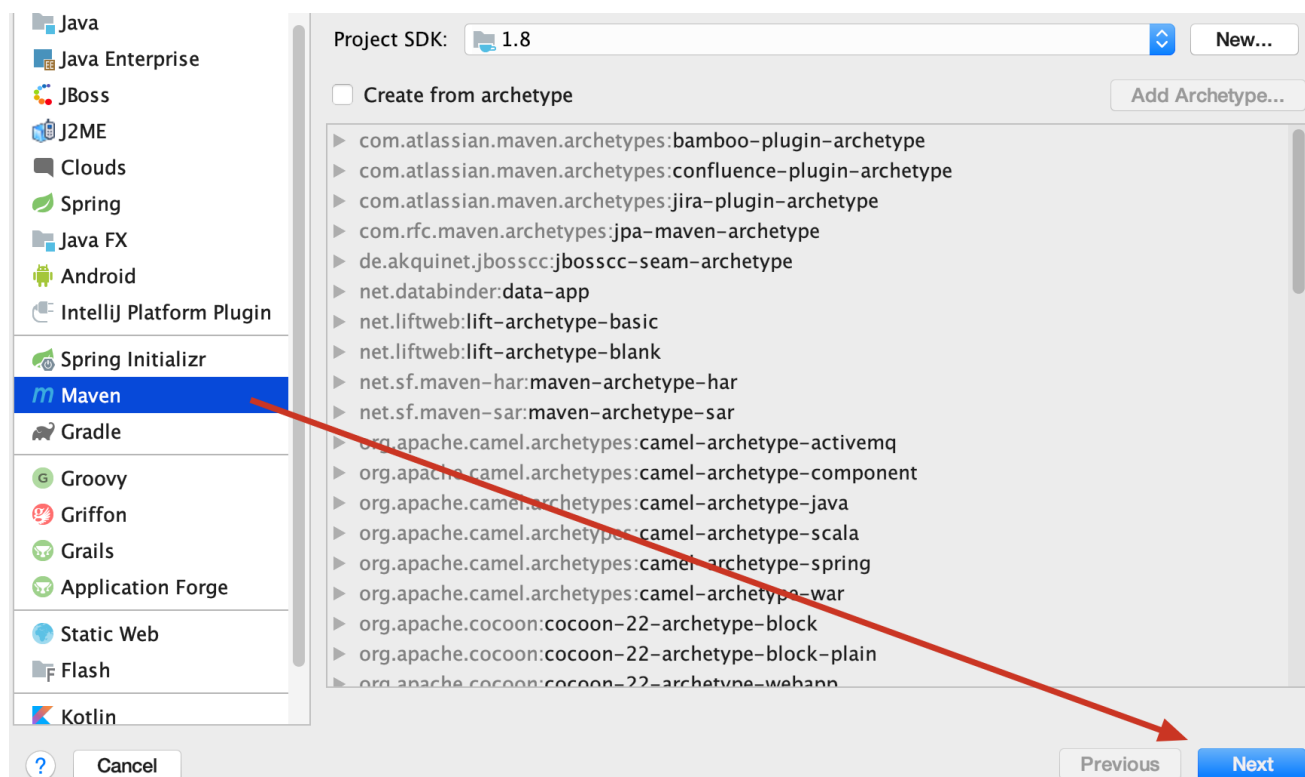 Java
Java Enterprise
JBoss
J2ME
Clouds
Spring
Java FX
Android
IntelliJ Platform Plugin
Spring Initializr
m Maven
Gradle
G Groovy
Griffon
Grails
Application Forge
Static Web
F Flash
Kotlin
Project SDK: 1.8 New...
Create from archetype Add Archetype...
com.atlassian.maven.archetypes:bamboo-plugin-archetype
com.atlassian.maven.archetypes:confluence-plugin-archetype
com.atlassian.maven.archetypes:jira-plugin-archetype
com.rfc.maven.archetypes:jpa-maven-archetype
de.akquinet.jbosscc:jbosscc-seam-archetype
net.databinder:data-app
net.liftweb:lift-archetype-basic
net.liftweb:lift-archetype-blank
net.sf.maven-har:maven-archetype-har
net.sf.maven-sar:maven-archetype-sar
org.apache.camel.archetypes:camel-archetype-activemq
org.apache.camel.archetypes:camel-archetype-component
org.apache.camel.archetypes:camel-archetype-java
org.apache.camel.archetypes:camel-archetype-scala
org.apache.camel.archetypes:camel-archetype-spring
org.apache.camel.archetypes:camel-archetype-war
org.apache.cocoon:cocoon-22-archetype-block
org.apache.cocoon:cocoon-22-archetype-block-plain
org.apache.cocoon:cocoon-22-archetype-webapp
? Cancel Previous Next